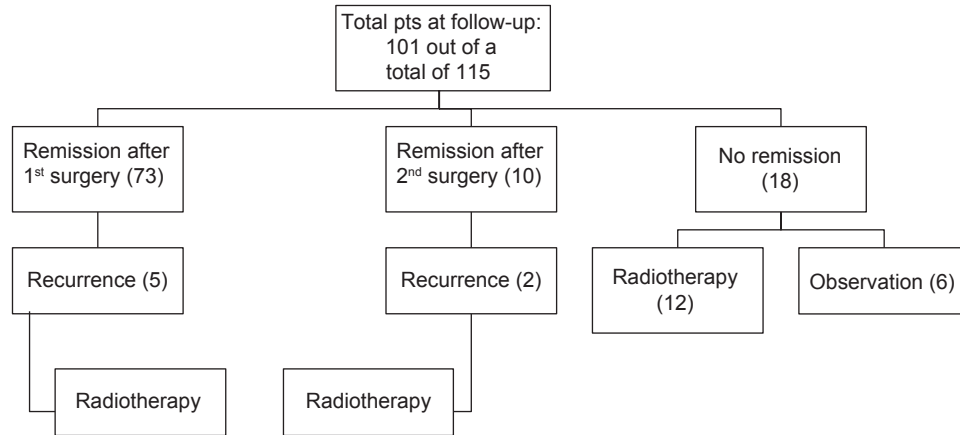 Total pts at follow-up:
101 out of a
total of 115
Remission after
1st surgery (73)
Remission after
2nd surgery (10)
No remission
(18)
Recurrence (5)
Recurrence (2)
Radiotherapy
(12)
Observation (6)
Radiotherapy
Radiotherapy